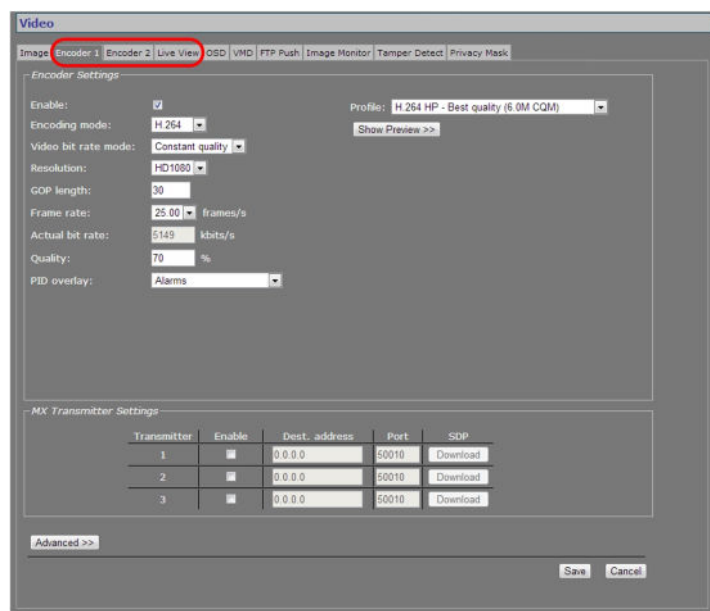 Video
Image Encoder 1 Encoder 2 Live View OSD VMD FTP Push Image Monitor Tamper Detect Privacy Mask
Encoder Settings
Enable: Profile: H.264 HP - Best quality (6.0M CQM)
Encoding mode: H.264 Show Preview >>
Video bit rate mode: Constant quality
Resolution: HD1080
GOP length: 30
Frame rate: 25.00 frames/s
Actual bit rate: 5149 kbits/s
Quality: 70 %
PID overlay: Alarms
MX Transmitter Settings
Transmitter Enable Dest. address Port SDP
1 0.0.0.0 50010 Download
2 0.0.0.0 50010 Download
3 0.0.0.0 50010 Download
Advanced >>
Save Cancel